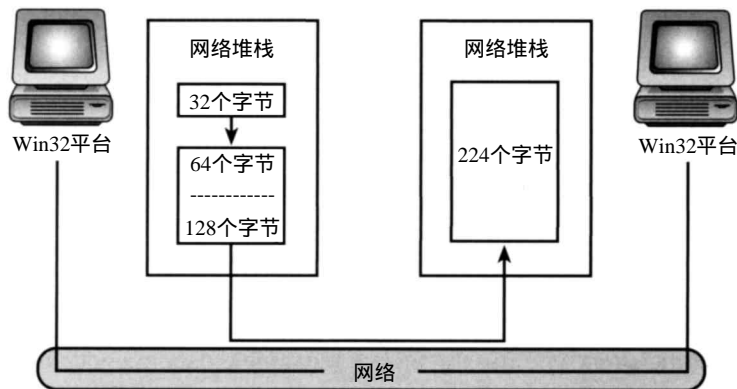 网络堆栈
32个字节
64个字节
------------
128个字节
Win32平台
网络堆栈
224个字节
Win32平台
网络